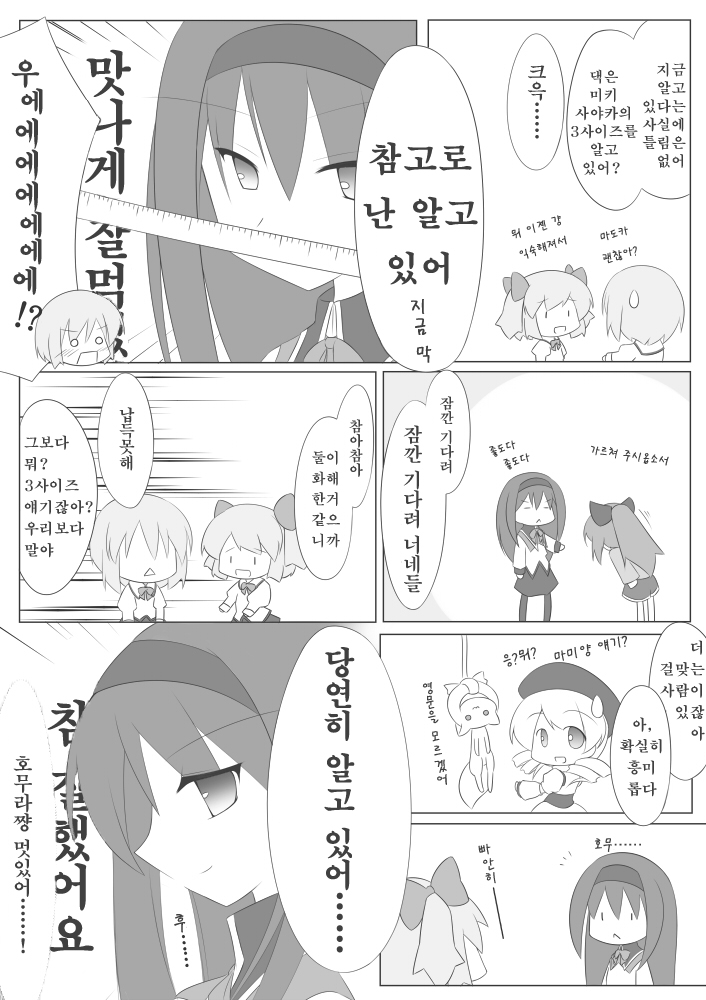 지금
알고
있다는
사실에
틀림은
없어
댁은
미키
사야카의
3사이즈를
알고
있어?
크윽……
뭐 이젠 걍
익숙해져서
마도카
괜찮아?
참고로
난 알고
있어
지금 막
맛나게 잘먹
우에에에에에에에!?
잠깐 기다려
잠깐 기다려 너네들
가르쳐 주시옵소서
좋도다
좋도다
참아참아
둘이
화해
한거
같으
니까
납득못해
그보다
뭐?
3사이즈
얘기잖아?
우리보다
말야
더
걸맞는
사람이
있잖
아
아,
확실히
흥미
롭다
응?뭐?
마미양 얘기?
영문을 모르겠어
호무……
빠안히
당연히 알고 있어……
후……
참 잘했어요
호무라쨩 멋있어……!